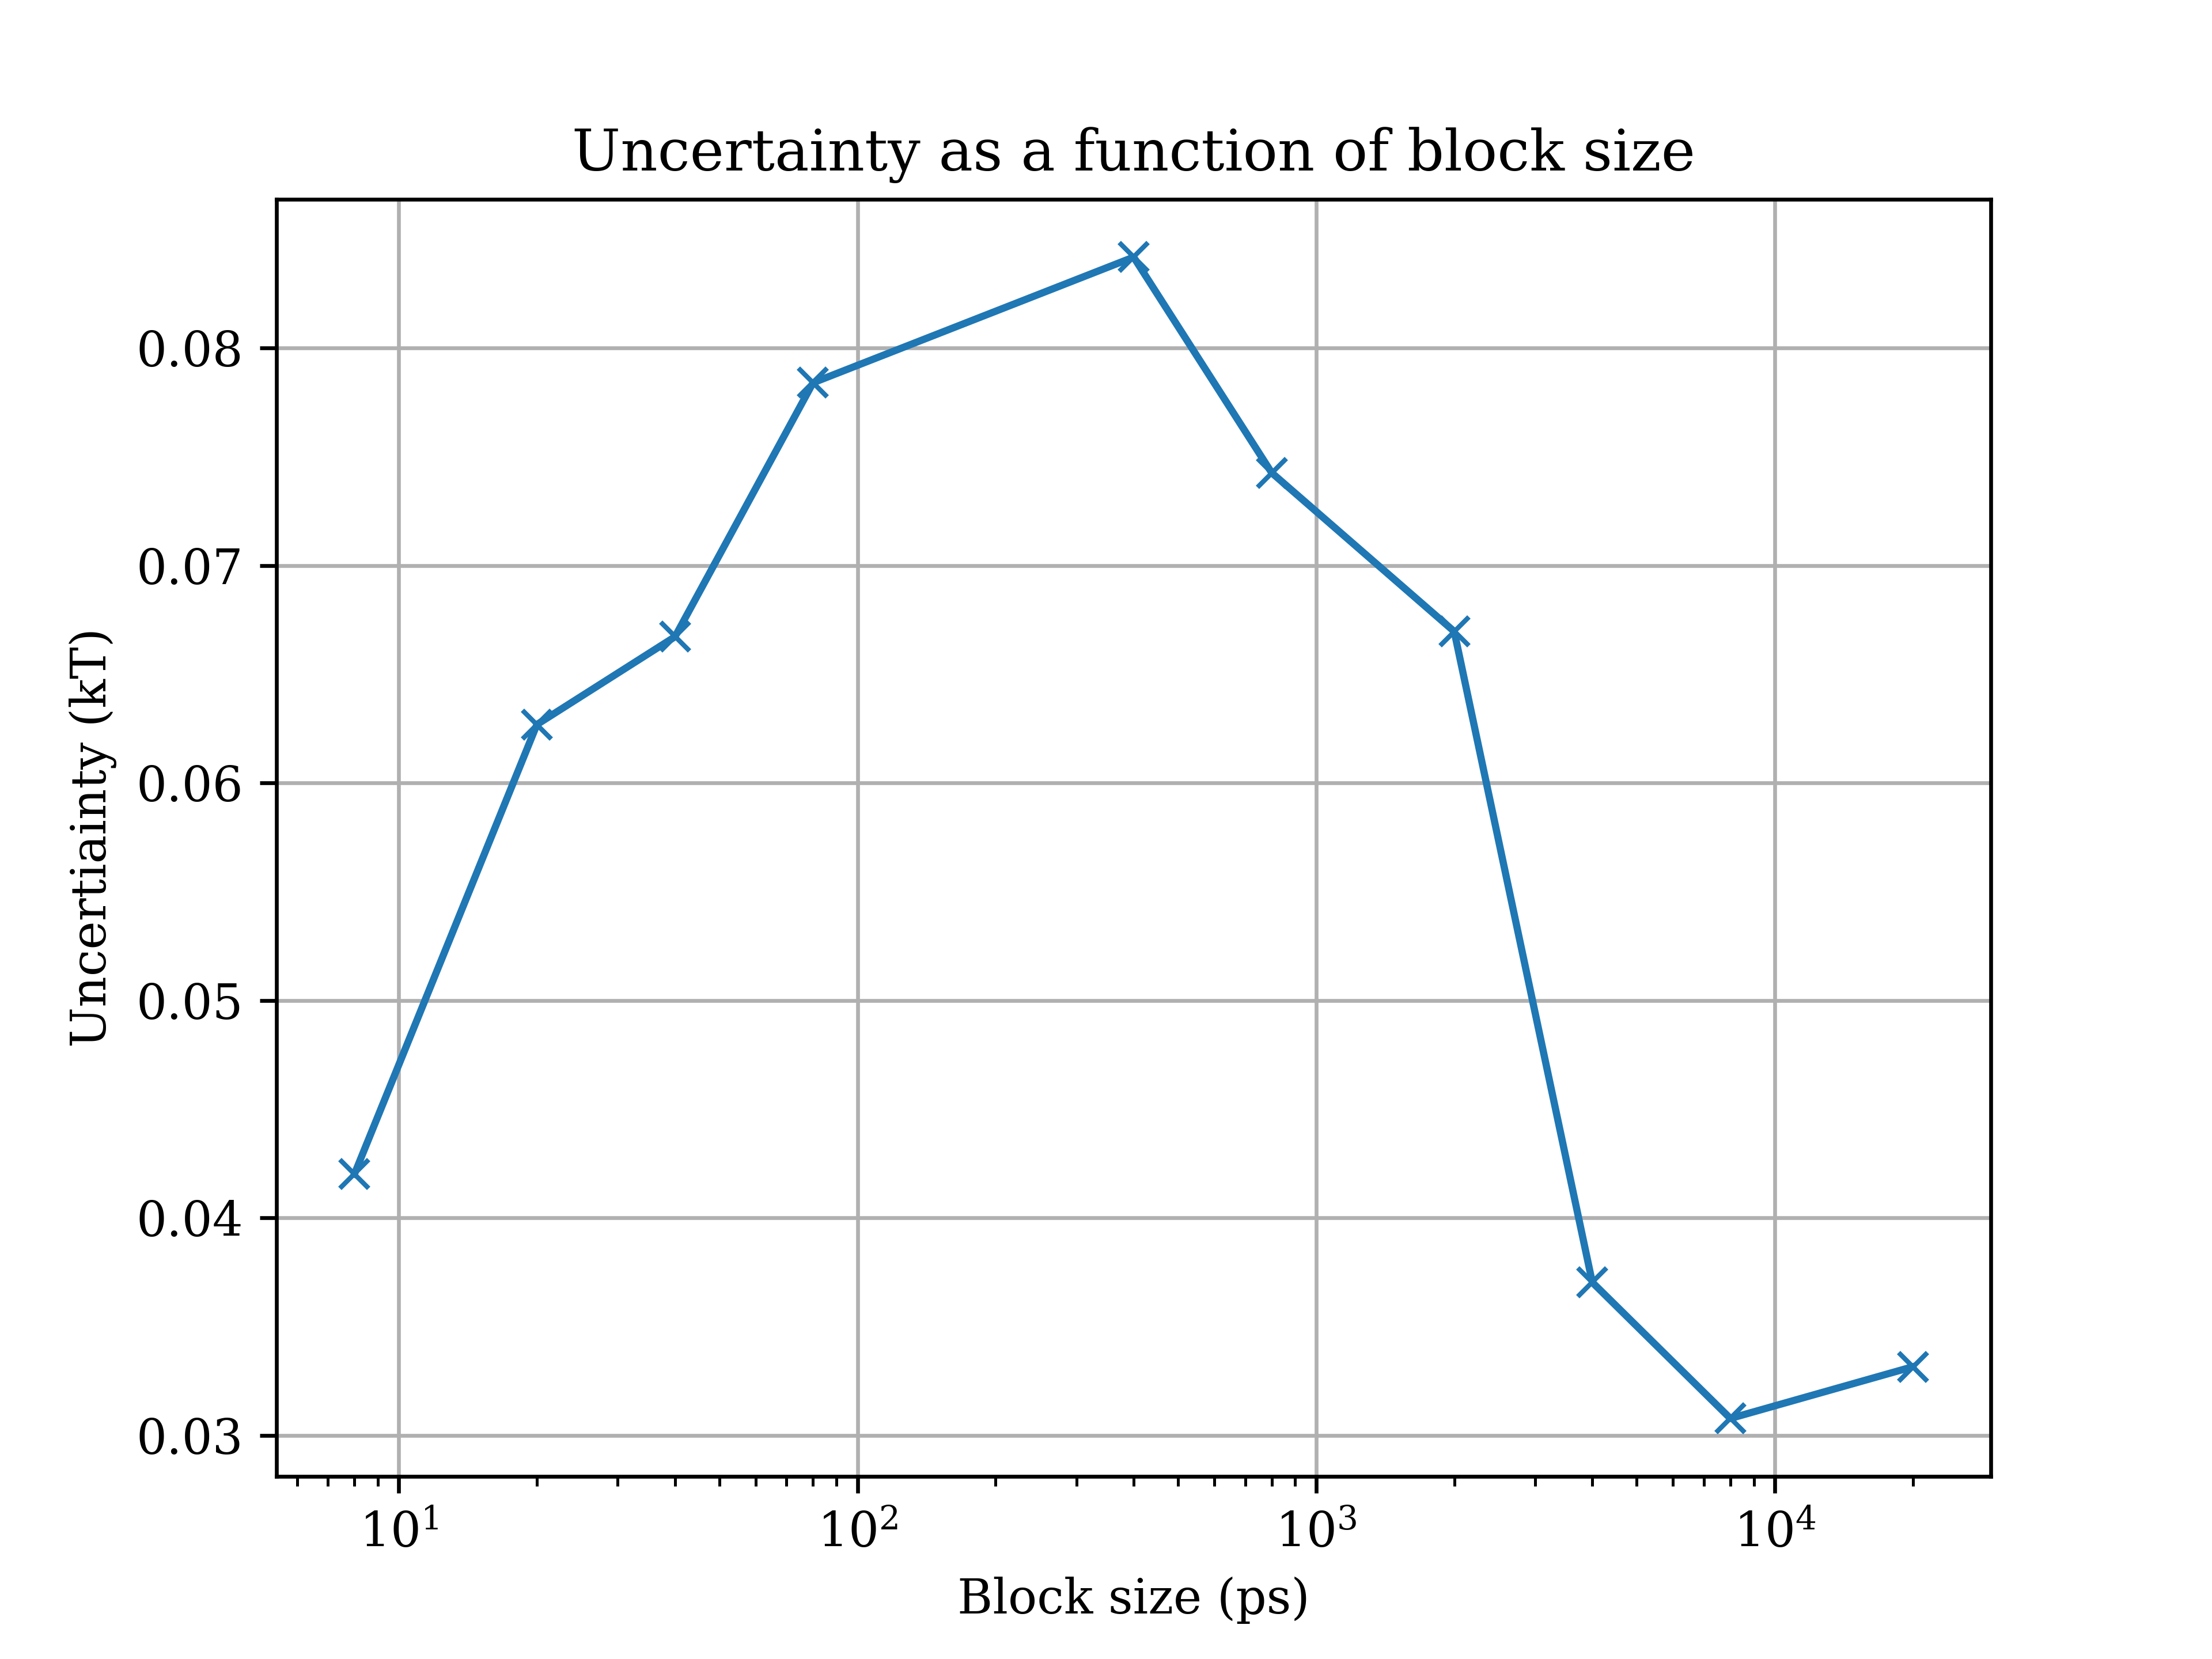 Uncertainty as a function of block size
Uncertiainty (kT)
0.08
0.07
0.06
0.05
0.04
0.03
10¹ 10² 10³ 10⁴
Block size (ps)